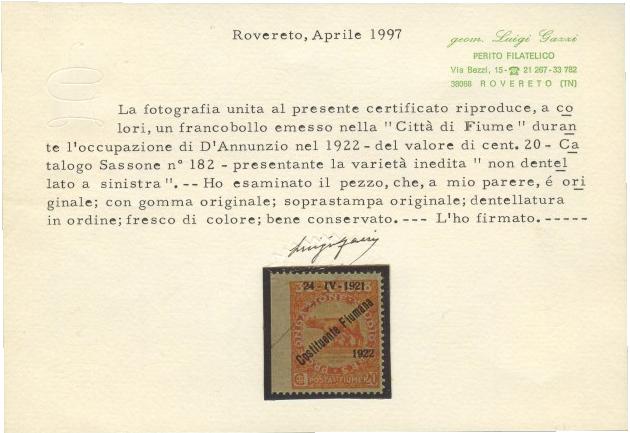 Rovereto, Aprile 1997
geom. Luigi Gazzi
PERITO FILATELICO
Via Bezzi, 15 - ☎ 21 267 - 33 782
38068 ROVERETO (TN)
La fotografia unita al presente certificato riproduce, a co
lori, un francobollo emesso nella "Città di Fiume" duran
te l'occupazione di D'Annunzio nel 1922 - del valore di cent. 20 - Ca
talogo Sassone n° 182 - presentante la varietà inedita " non dentel
lato a sinistra ". -- Ho esaminato il pezzo, che, a mio parere, é ori
ginale; con gomma originale; soprastampa originale; dentellatura
in ordine; fresco di colore; bene conservato. --- L'ho firmato. -----
24 - IV - 1921
Costituente Fiumana
1922
POSTA FIUME